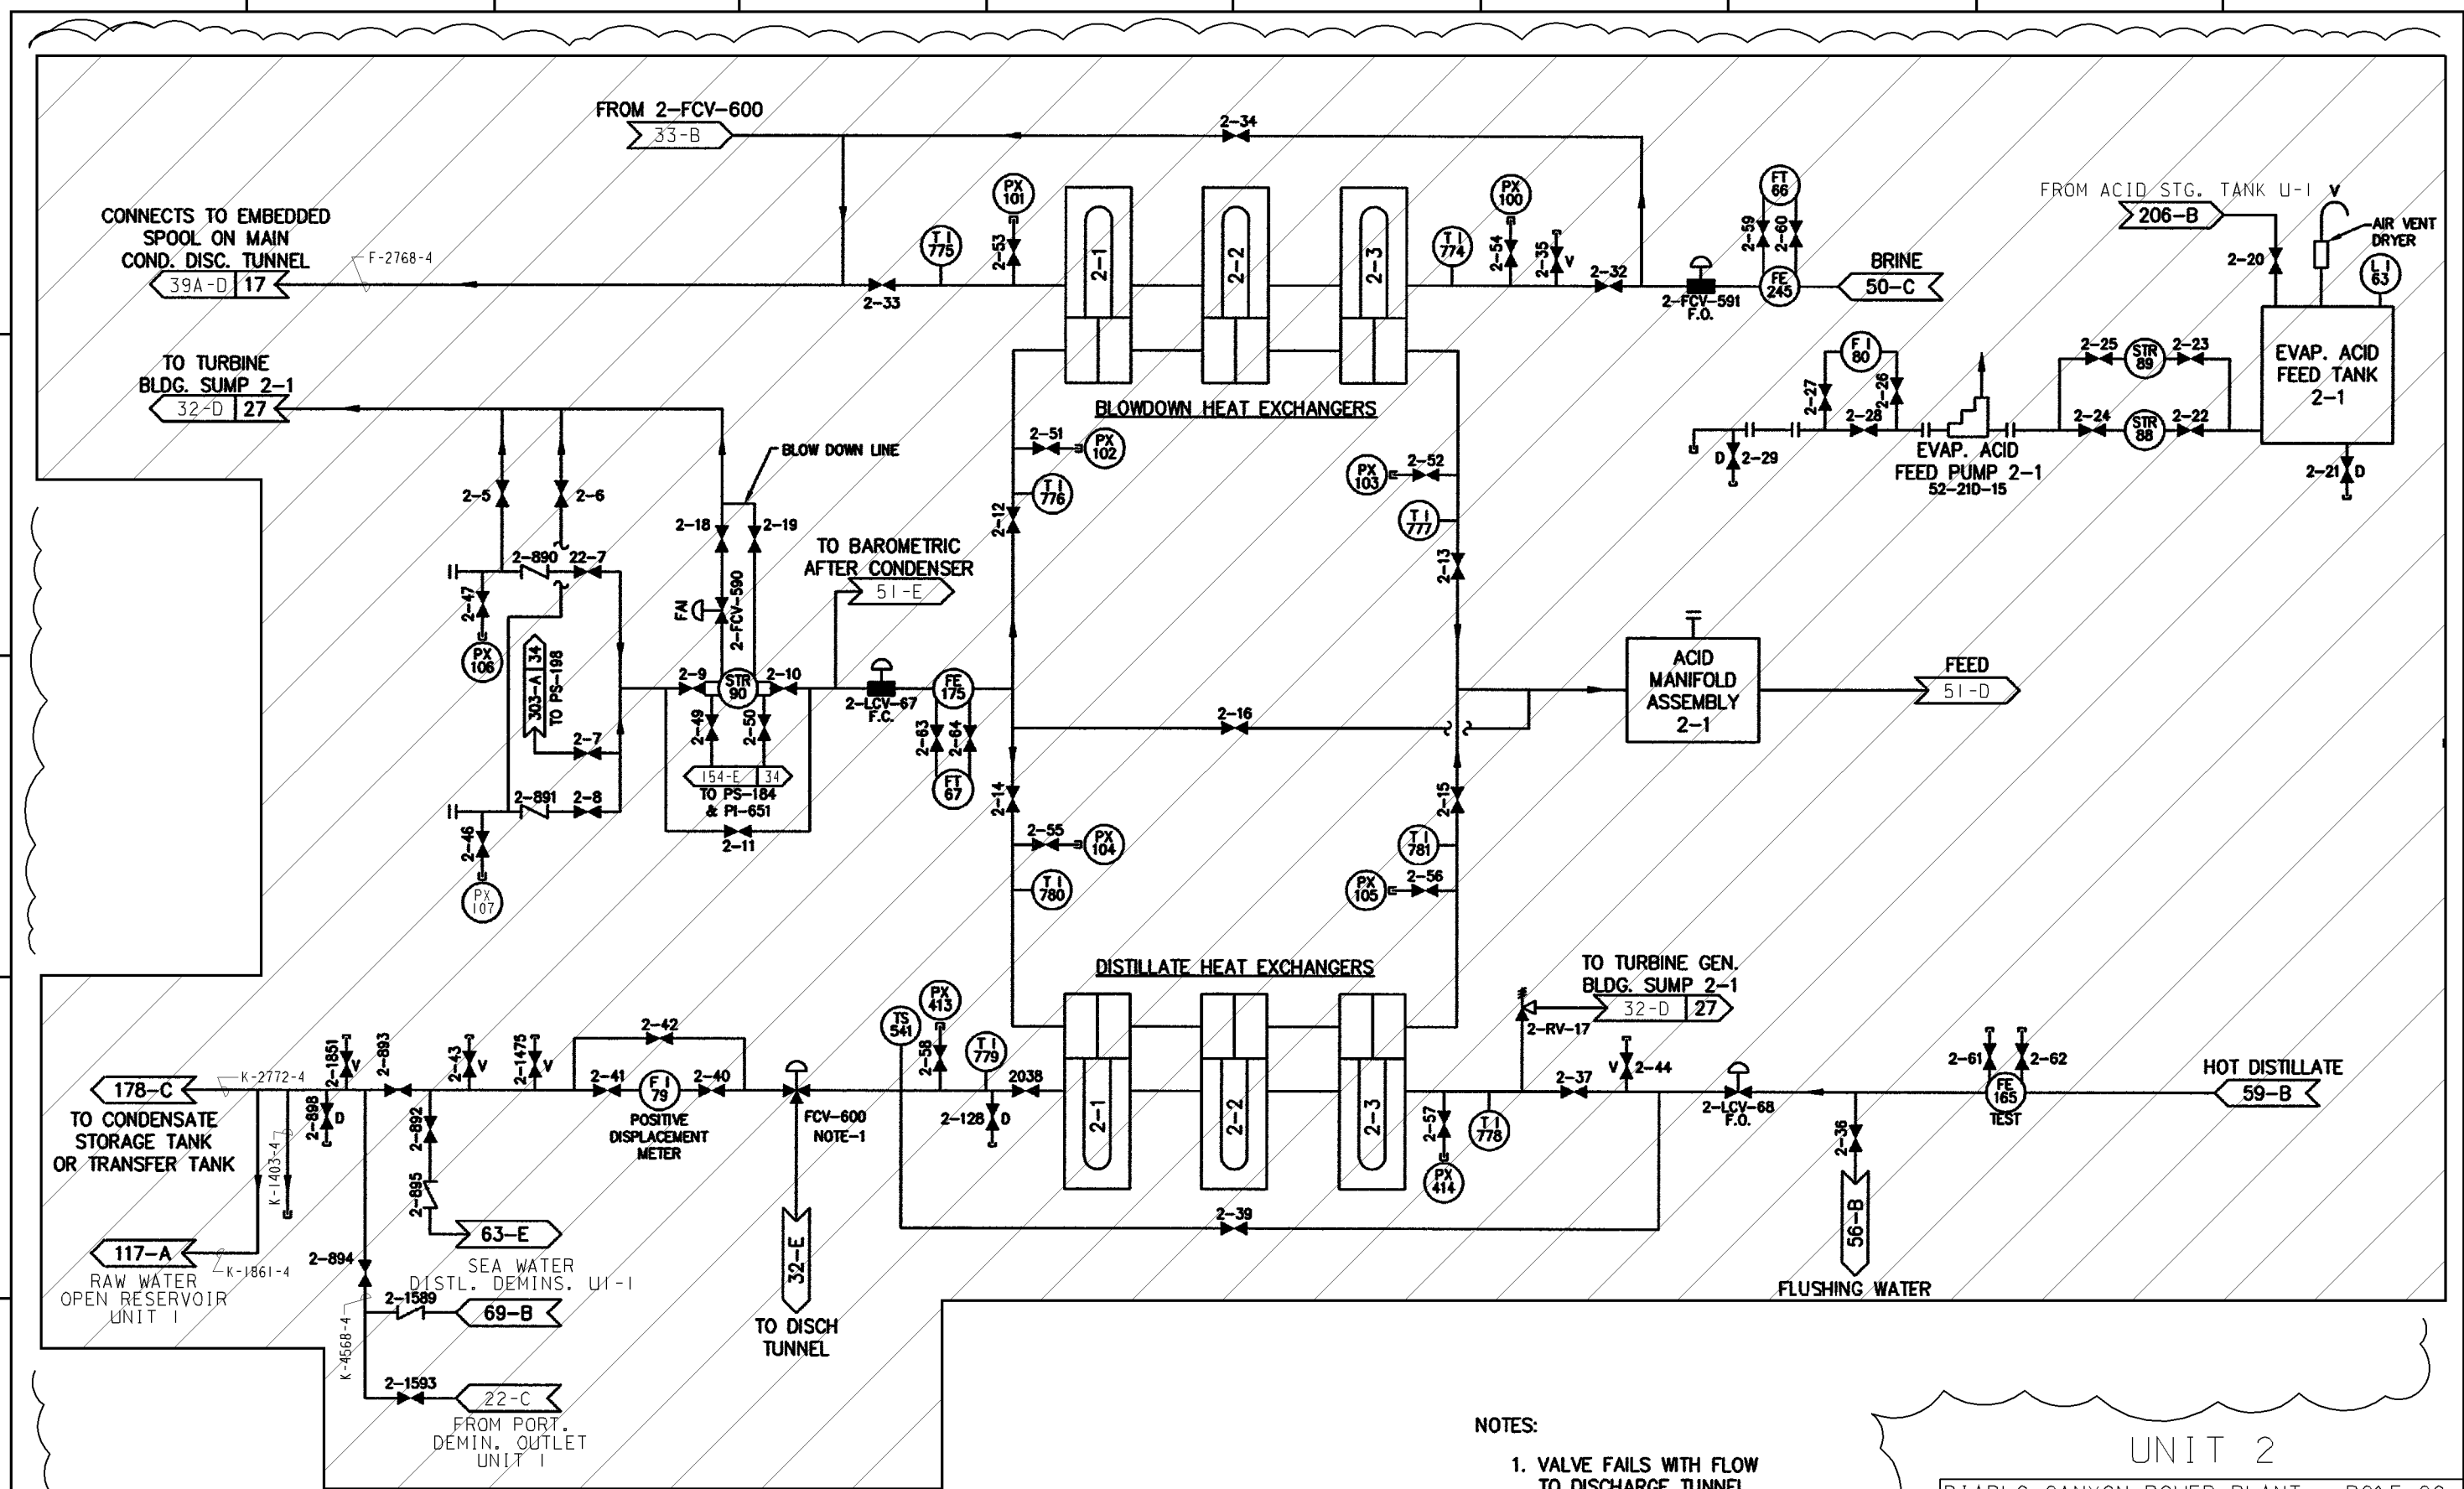 FROM 2-FCV-600
33-B
2-34
CONNECTS TO EMBEDDED
SPOOL ON MAIN
COND. DISC. TUNNEL
39A-D 17
F-2768-4
2-33
TI
775
PX
101
2-53
2-1
2-2
2-3
TI
774
PX
100
2-54
2-35
V
2-32
2-FCV-591
F.O.
FT
66
2-59
2-60
FE
245
BRINE
50-C
FROM ACID STG. TANK U-1
206-B
V
AIR VENT
DRYER
2-20
LI
63
TO TURBINE
BLDG. SUMP 2-1
32-D 27
BLOWDOWN HEAT EXCHANGERS
FI
80
2-27
2-26
2-28
2-25
STR
89
2-23
2-24
STR
88
2-22
EVAP. ACID
FEED TANK
2-1
D
2-29
EVAP. ACID
FEED PUMP 2-1
52-21D-15
2-21
D
BLOW DOWN LINE
2-51
PX
102
TI
776
2-12
PX
103
2-52
TI
777
2-13
2-5
2-6
2-18
2-19
2-890
22-7
2-47
PX
106
303-A 34
TO PS-198
FAI
2-FCV-590
TO BAROMETRIC
AFTER CONDENSER
51-E
2-9
STR
90
2-10
2-49
2-50
2-LCV-67
F.C.
FE
175
2-63
2-64
FT
67
154-E 34
TO PS-184
& PI-651
2-11
2-7
2-891
2-8
2-46
PX
107
2-16
ACID
MANIFOLD
ASSEMBLY
2-1
FEED
51-D
2-14
2-55
PX
104
TI
780
2-15
TI
781
2-56
PX
105
DISTILLATE HEAT EXCHANGERS
2-1
2-2
2-3
TO TURBINE GEN.
BLDG. SUMP 2-1
32-D 27
2-RV-17
TS
541
PX
413
2-58
TI
779
2038
2-128
D
2-57
PX
414
TI
778
2-37
V
2-44
2-LCV-68
F.O.
2-36
56-B
FLUSHING WATER
2-61
2-62
FE
165
TEST
HOT DISTILLATE
59-B
2-39
FCV-600
NOTE-1
32-E
TO DISCH
TUNNEL
2-42
2-41
FI
79
2-40
POSITIVE
DISPLACEMENT
METER
2-1475
V
2-43
V
2-893
2-1851
V
2-898
D
2-892
2-895
K-2772-4
178-C
TO CONDENSATE
STORAGE TANK
OR TRANSFER TANK
K-1403-4
117-A
K-1861-4
RAW WATER
OPEN RESERVOIR
UNIT 1
63-E
SEA WATER
DISTL. DEMINS. U1-1
2-894
2-1589
69-B
K-4568-4
2-1593
22-C
FROM PORT.
DEMIN. OUTLET
UNIT 1
NOTES:
1. VALVE FAILS WITH FLOW
TO DISCHARGE TUNNEL
UNIT 2
DIABLO CANYON POWER PLANT